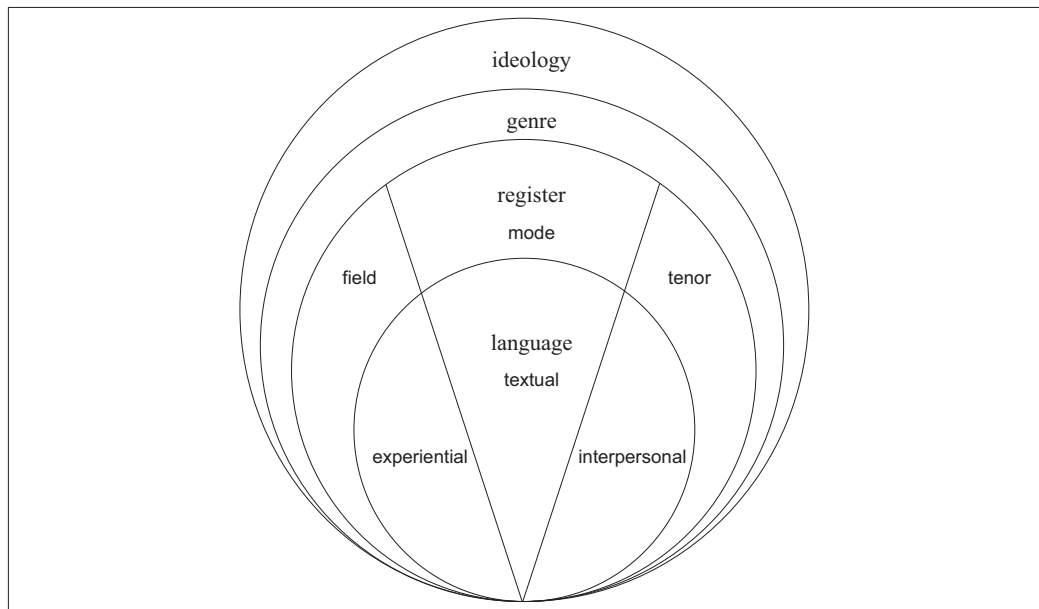 ideology
genre
register
mode
field
tenor
language
textual
experiential
interpersonal